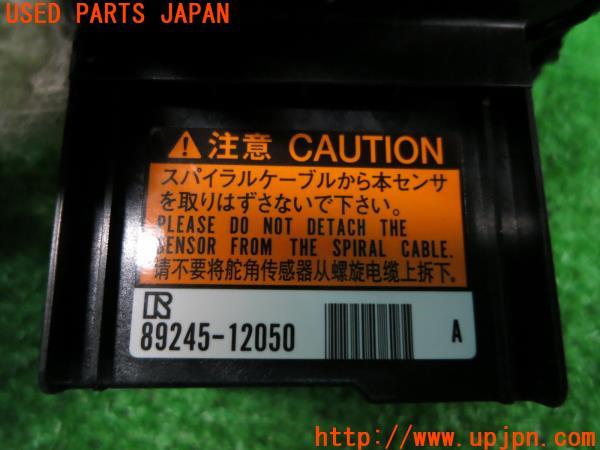 USED PARTS JAPAN
注意 CAUTION
スパイラルケーブルから本センサ
を取りはずさないで下さい。
PLEASE DO NOT DETACH THE
SENSOR FROM THE SPIRAL CABLE.
请不要将舵角传感器从螺旋电缆上拆下。
89245-12050 A
http://www.upjpn.com/